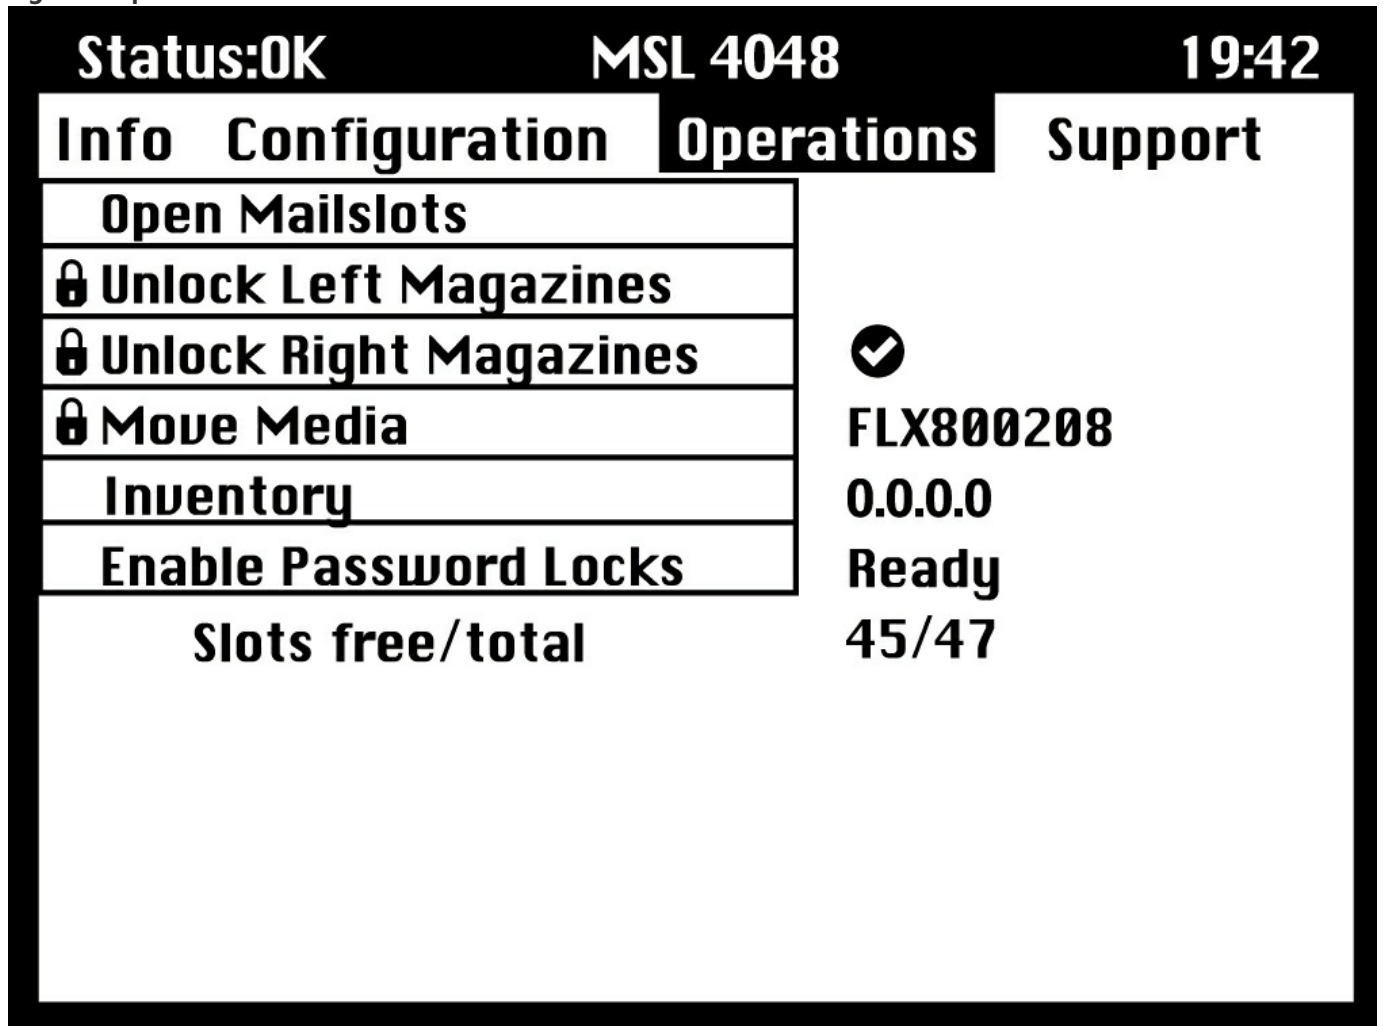 Status:OK MSL 4048 19:42
Info Configuration Operations Support
Open Mailslots
Unlock Left Magazines
Unlock Right Magazines
Move Media FLX800208
Inventory 0.0.0.0
Enable Password Locks Ready
Slots free/total 45/47